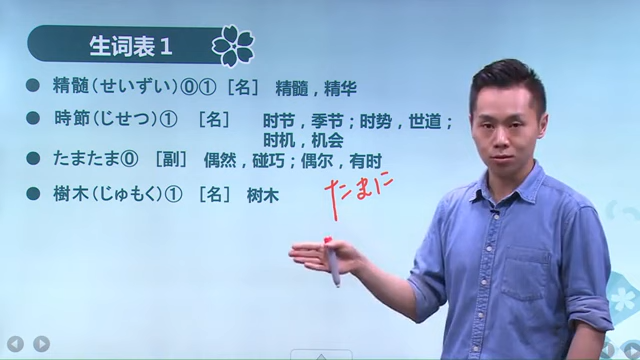 生词表1
● 精髓（せいずい）⓪① ［名］ 精髓，精华
● 時節（じせつ）① ［名］ 时节，季节；时势，世道；
时机，机会
● たまたま⓪ ［副］ 偶然，碰巧；偶尔，有时
● 樹木（じゅもく）① ［名］ 树木
たまに